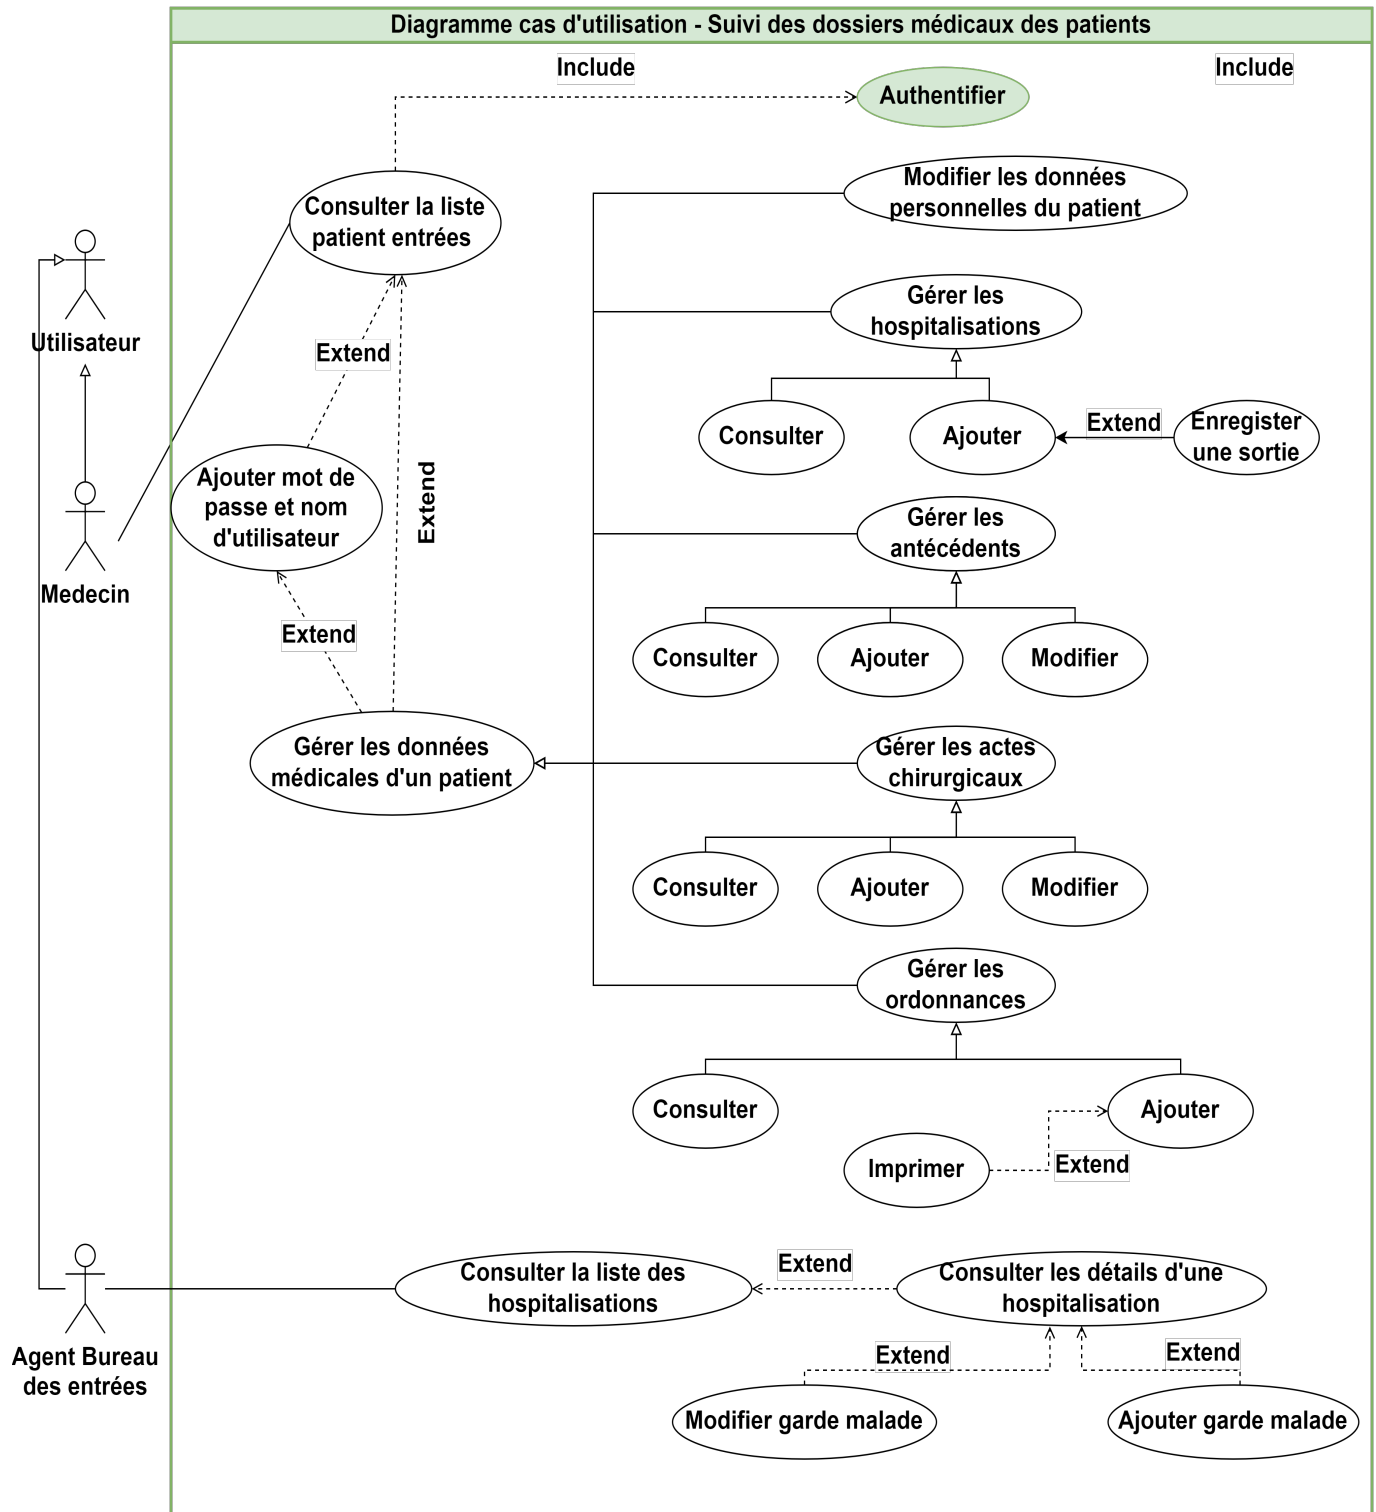 Diagramme cas d'utilisation - Suivi des dossiers médicaux des patients
Include
Include
Authentifier
Modifier les données
personnelles du patient
Consulter la liste
patient entrées
Utilisateur
Gérer les
hospitalisations
Extend
Consulter
Ajouter
Extend
Enregister
une sortie
Ajouter mot de
passe et nom
d'utilisateur
Extend
Gérer les
antécédents
Medecin
Extend
Consulter
Ajouter
Modifier
Gérer les données
médicales d'un patient
Gérer les actes
chirurgicaux
Consulter
Ajouter
Modifier
Gérer les
ordonnances
Consulter
Ajouter
Imprimer
Extend
Agent Bureau
des entrées
Consulter la liste des
hospitalisations
Extend
Consulter les détails d'une
hospitalisation
Extend
Extend
Modifier garde malade
Ajouter garde malade